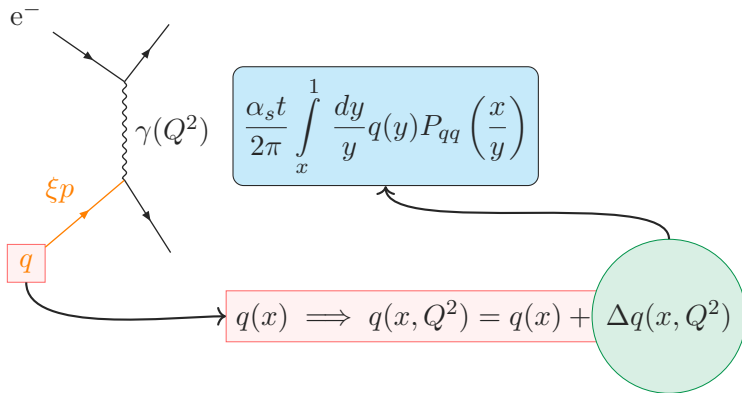 e⁻
γ(Q²)
α_s t / 2π ∫_x^1 dy/y q(y) P_qq (x/y)
ξp
q
q(x) ⟹ q(x, Q²) = q(x) + Δq(x, Q²)